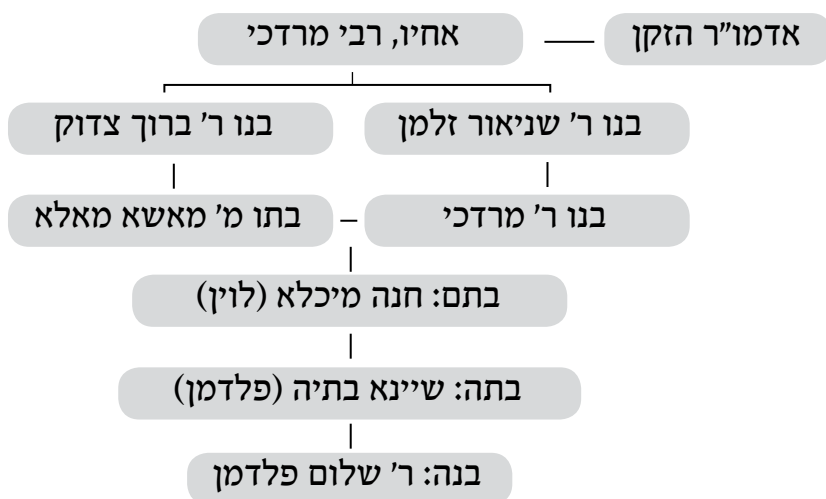 אדמו״ר הזקן
אחיו, רבי מרדכי
בנו ר' שניאור זלמן
בנו ר' ברוך צדוק
בנו ר' מרדכי
בתו מ' מאשא מאלא
בתם: חנה מיכלא (לוין)
בתה: שיינא בתיה (פלדמן)
בנה: ר' שלום פלדמן